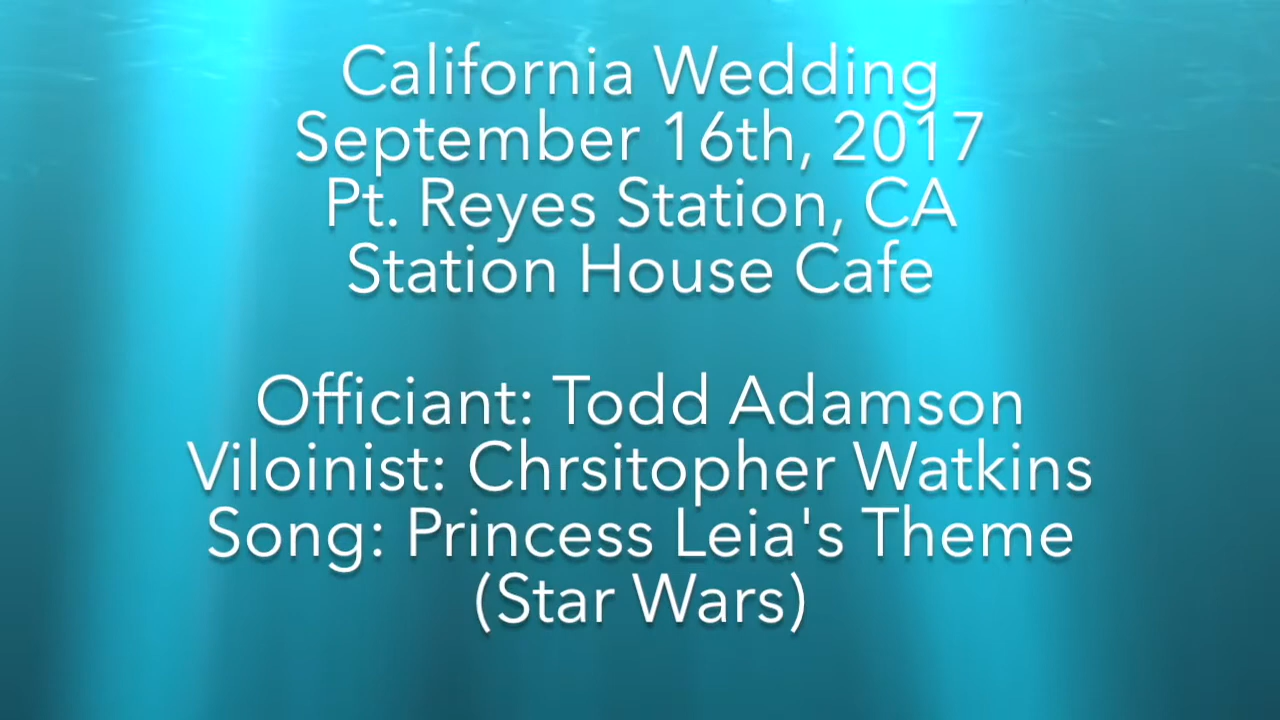 California Wedding
September 16th, 2017
Pt. Reyes Station, CA
Station House Cafe
Officiant: Todd Adamson
Viloinist: Chrsitopher Watkins
Song: Princess Leia's Theme
(Star Wars)